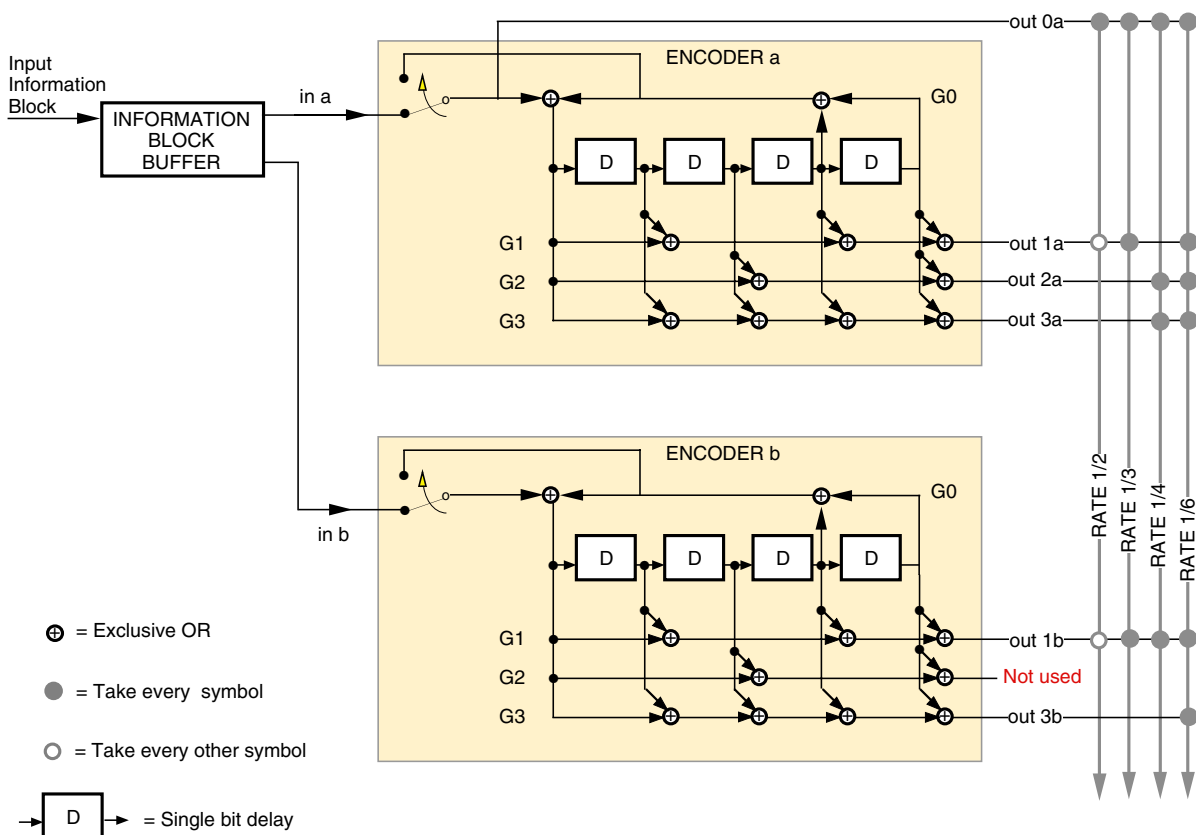 out 0a
ENCODER a
Input
Information
Block
in a
INFORMATION
BLOCK
BUFFER
G0
D
D
D
D
G1
out 1a
G2
out 2a
G3
out 3a
ENCODER b
in b
G0
D
D
D
D
RATE 1/2
RATE 1/3
RATE 1/4
RATE 1/6
G1
out 1b
G2
Not used
G3
out 3b
= Exclusive OR
= Take every symbol
= Take every other symbol
D
= Single bit delay